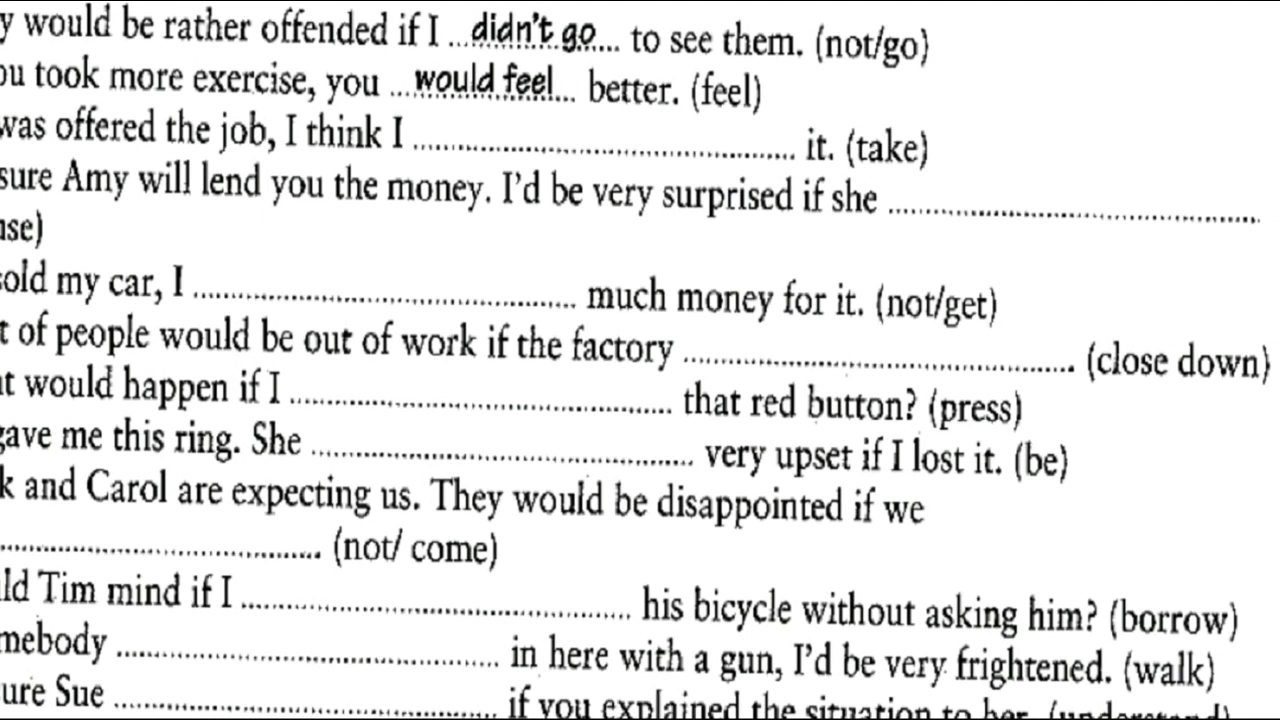 y would be rather offended if I ...didn't go... to see them. (not/go)
ou took more exercise, you ...would feel... better. (feel)
was offered the job, I think I .................... it. (take)
sure Amy will lend you the money. I'd be very surprised if she ....................
use)
sold my car, I .................... much money for it. (not/get)
t of people would be out of work if the factory .................... (close down)
at would happen if I .................... that red button? (press)
gave me this ring. She .................... very upset if I lost it. (be)
k and Carol are expecting us. They would be disappointed if we
.................... (not/ come)
ld Tim mind if I .................... his bicycle without asking him? (borrow)
mebody .................... in here with a gun, I'd be very frightened. (walk)
ure Sue .................... if you explained the situation to her. (understand)